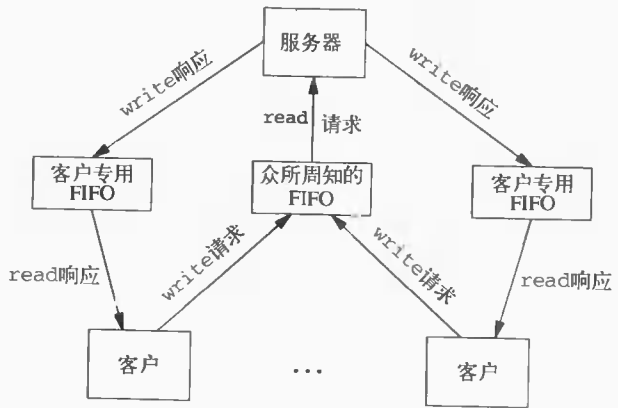 服务器
write响应
write响应
read 请求
客户专用
FIFO
众所周知的
FIFO
客户专用
FIFO
write请求
write请求
read响应
read响应
客户
...
客户